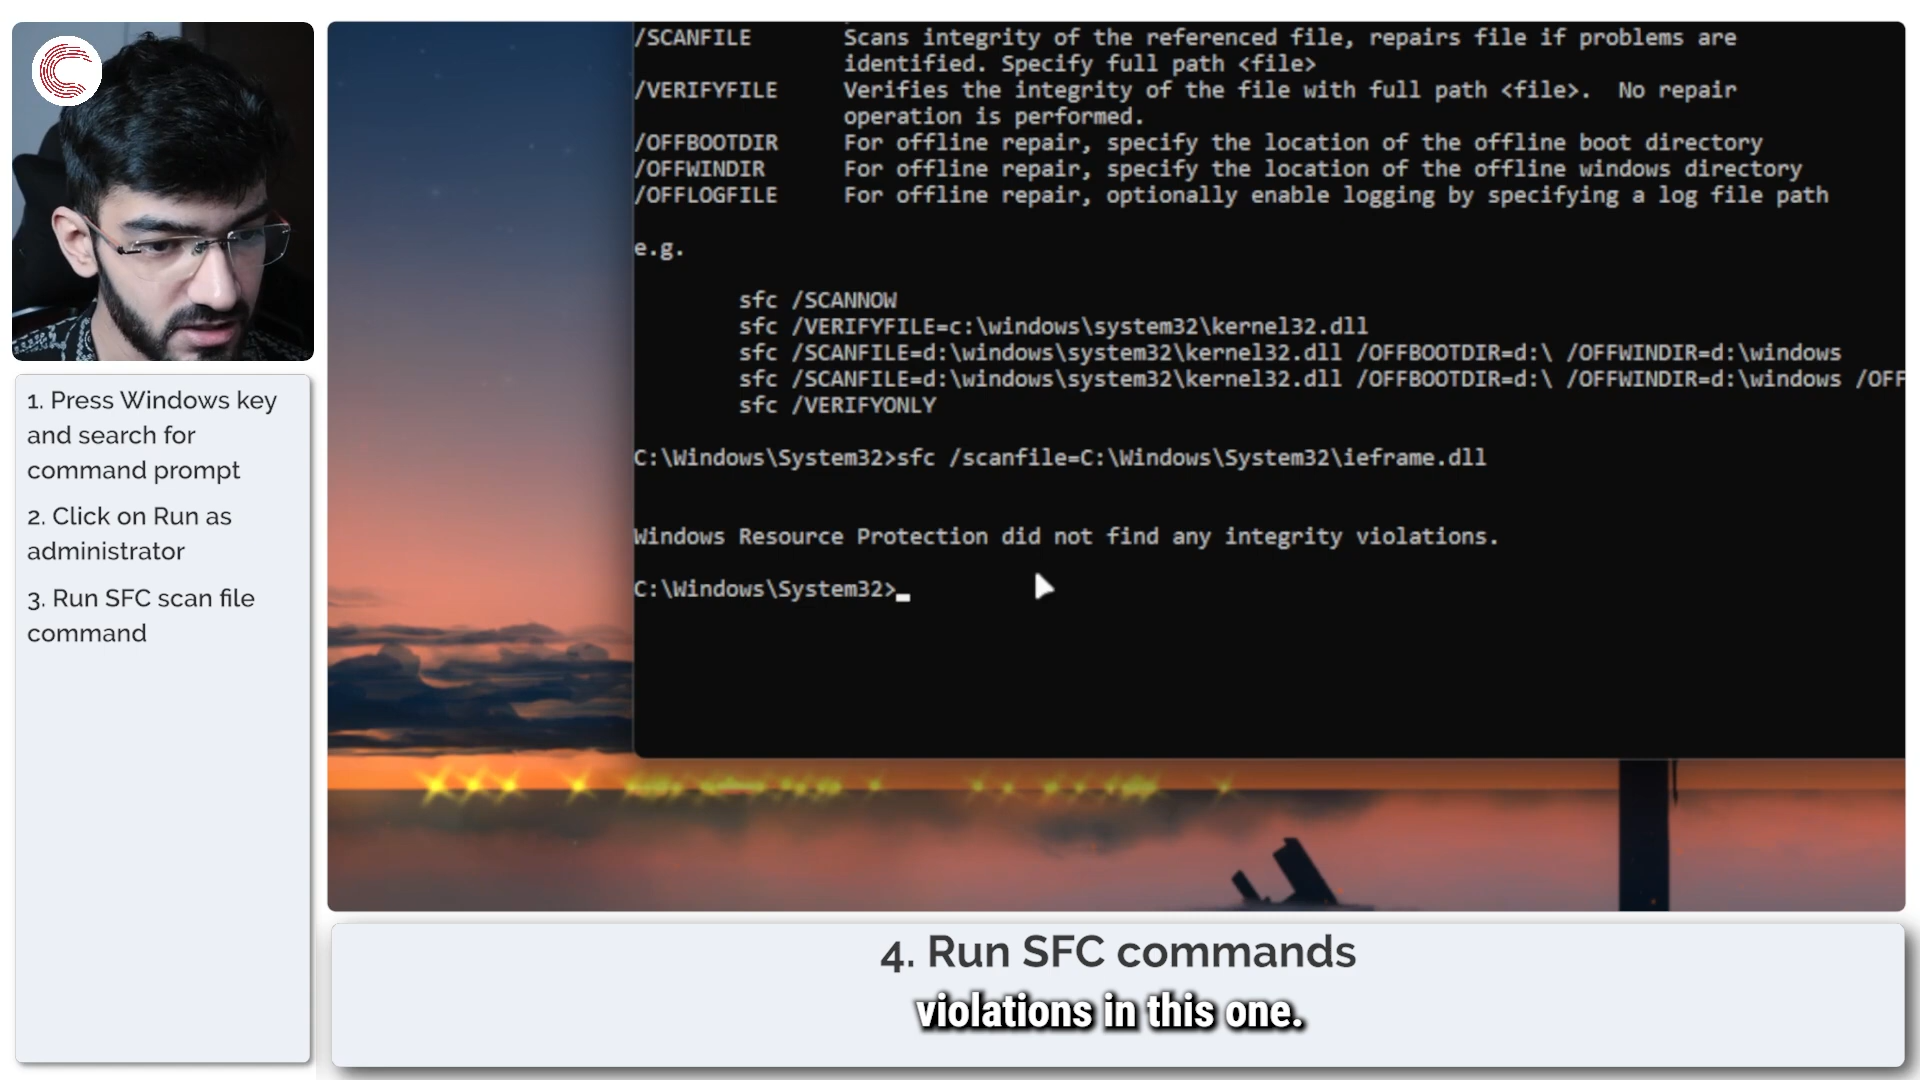 /SCANFILE Scans integrity of the referenced file, repairs file if problems are
identified. Specify full path <file>
/VERIFYFILE Verifies the integrity of the file with full path <file>. No repair
operation is performed.
/OFFBOOTDIR For offline repair, specify the location of the offline boot directory
/OFFWINDIR For offline repair, specify the location of the offline windows directory
/OFFLOGFILE For offline repair, optionally enable logging by specifying a log file path
e.g.
sfc /SCANNOW
sfc /VERIFYFILE=c:\windows\system32\kernel32.dll
sfc /SCANFILE=d:\windows\system32\kernel32.dll /OFFBOOTDIR=d:\ /OFFWINDIR=d:\windows
sfc /SCANFILE=d:\windows\system32\kernel32.dll /OFFBOOTDIR=d:\ /OFFWINDIR=d:\windows /OFF
sfc /VERIFYONLY
C:\Windows\System32>sfc /scanfile=C:\Windows\System32\ieframe.dll
Windows Resource Protection did not find any integrity violations.
C:\Windows\System32>
1. Press Windows key
and search for
command prompt
2. Click on Run as
administrator
3. Run SFC scan file
command
4. Run SFC commands
violations in this one.